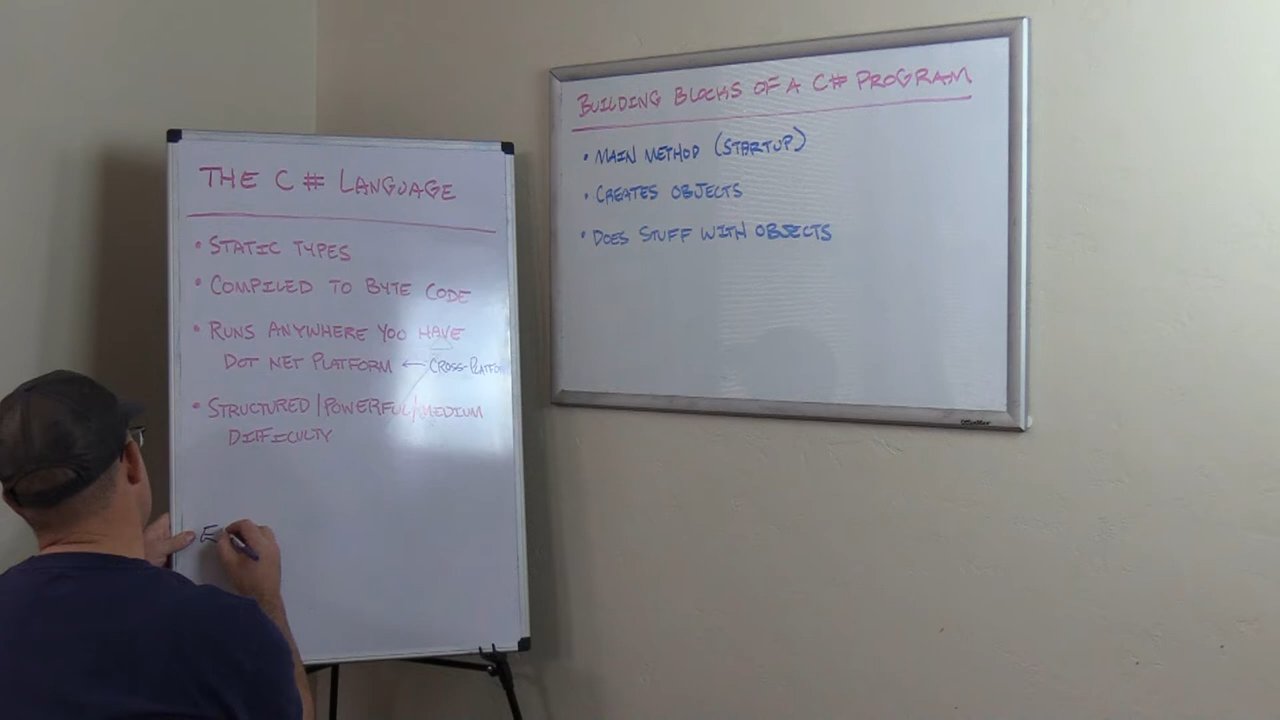 THE C# LANGUAGE
• STATIC TYPES
• COMPILED TO BYTE CODE
• RUNS ANYWHERE YOU HAVE
DOT NET PLATFORM ← CROSS-PLATFOR
• STRUCTURED/POWERFUL/MEDIUM
DIFFICULTY
E
BUILDING BLOCKS OF A C# PROGRAM
• MAIN METHOD (STARTUP)
• CREATES OBJECTS
• DOES STUFF WITH OBJECTS